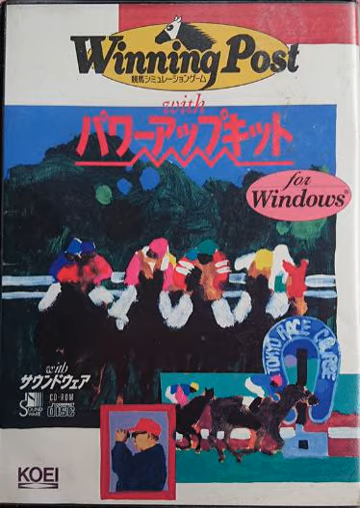 Winning Post
競馬シミュレーションゲーム
with
パワーアップキット
for
Windows®
TOKYO RACE COURSE
with
サウンドウェア
SOUND WARE
CD-ROM
COMPACT disc
KOEI